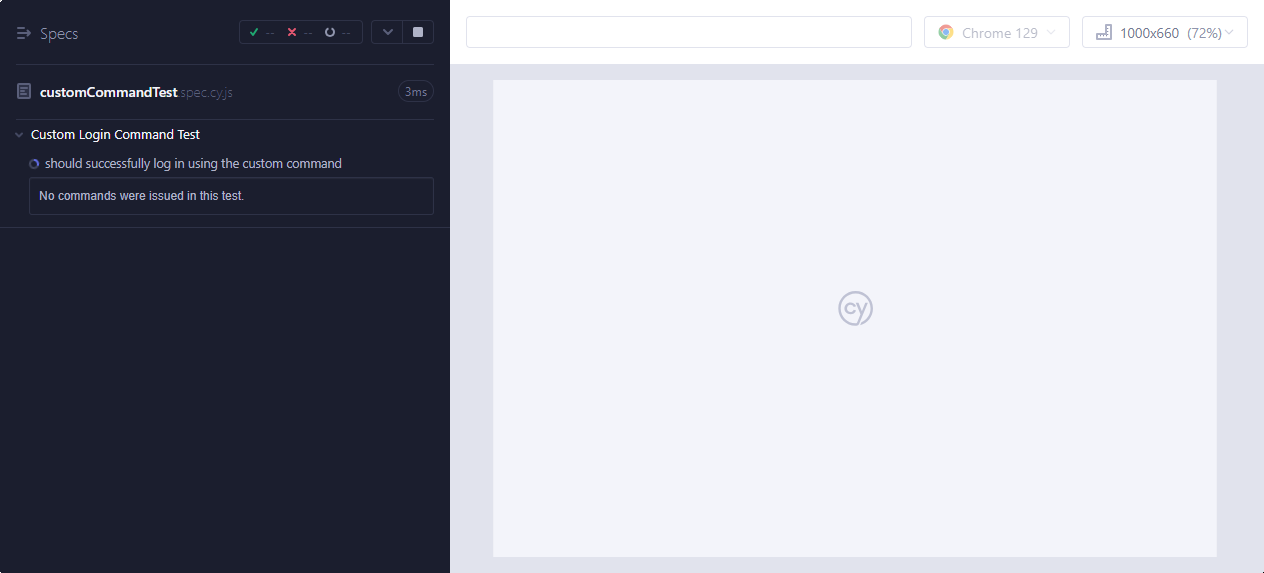 Specs
-- -- --
Chrome 129
1000x660 (72%)
customCommandTest.spec.cy.js
3ms
Custom Login Command Test
should successfully log in using the custom command
No commands were issued in this test.
cy